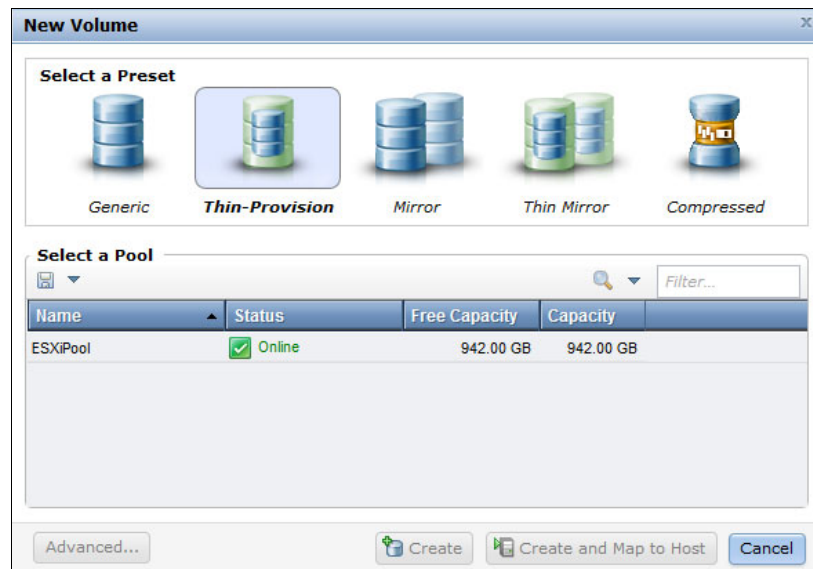 New Volume
x
Select a Preset
Generic Thin-Provision Mirror Thin Mirror Compressed
Select a Pool
Filter...
Name Status Free Capacity Capacity
ESXiPool Online 942.00 GB 942.00 GB
Advanced... Create Create and Map to Host Cancel